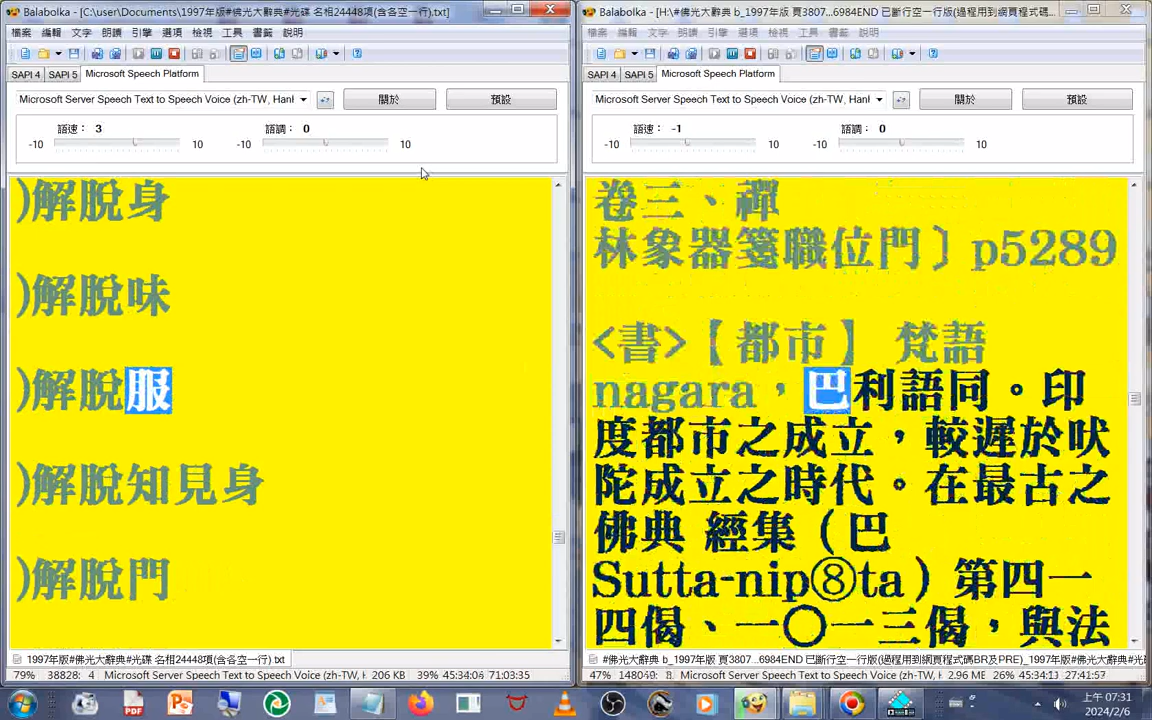 Balabolka - [C:\user\Documents\1997年版#佛光大辭典#光碟 名相24448項(含各空一行).txt]
檔案 編輯 文字 朗讀 引擎 選項 檢視 工具 書籤 說明
SAPI 4 SAPI 5 Microsoft Speech Platform
Microsoft Server Speech Text to Speech Voice (zh-TW, Hanl 關於 預設
語速： 3 語調： 0
-10 10 -10 10
)解脫身
)解脫味
)解脫服
)解脫知見身
)解脫門
1997年版#佛光大辭典#光碟 名相24448項(含各空一行).txt
79% 38828: 4 Microsoft Server Speech Text to Speech Voice (zh-TW, H 206 KB 39% 45:34:06 71:03:35
Balabolka - [H:\#佛光大辭典 b_1997年版 頁3807...6984END 已斷行空一行版(過程用到網頁程式碼
檔案 編輯 文字 朗讀 引擎 選項 檢視 工具 書籤 說明
SAPI 4 SAPI 5 Microsoft Speech Platform
Microsoft Server Speech Text to Speech Voice (zh-TW, Hanl 關於 預設
語速： -1 語調： 0
-10 10 -10 10
卷三、禪
林象器箋職位門〕p5289
<書>【都市】 梵語
nagara，巴利語同。印
度都市之成立，較遲於吠
陀成立之時代。在最古之
佛典 經集（巴
Sutta-nip⑧ta）第四一
四偈、一〇一三偈，與法
#佛光大辭典 b_1997年版 頁3807...6984END 已斷行空一行版(過程用到網頁程式碼BR及PRE)_1997年版#光
47% 148049: 8 Microsoft Server Speech Text to Speech Voice (zh-TW, H 2.96 MB 26% 45:34:13 27:41:57
上午 07:31
2024/2/6